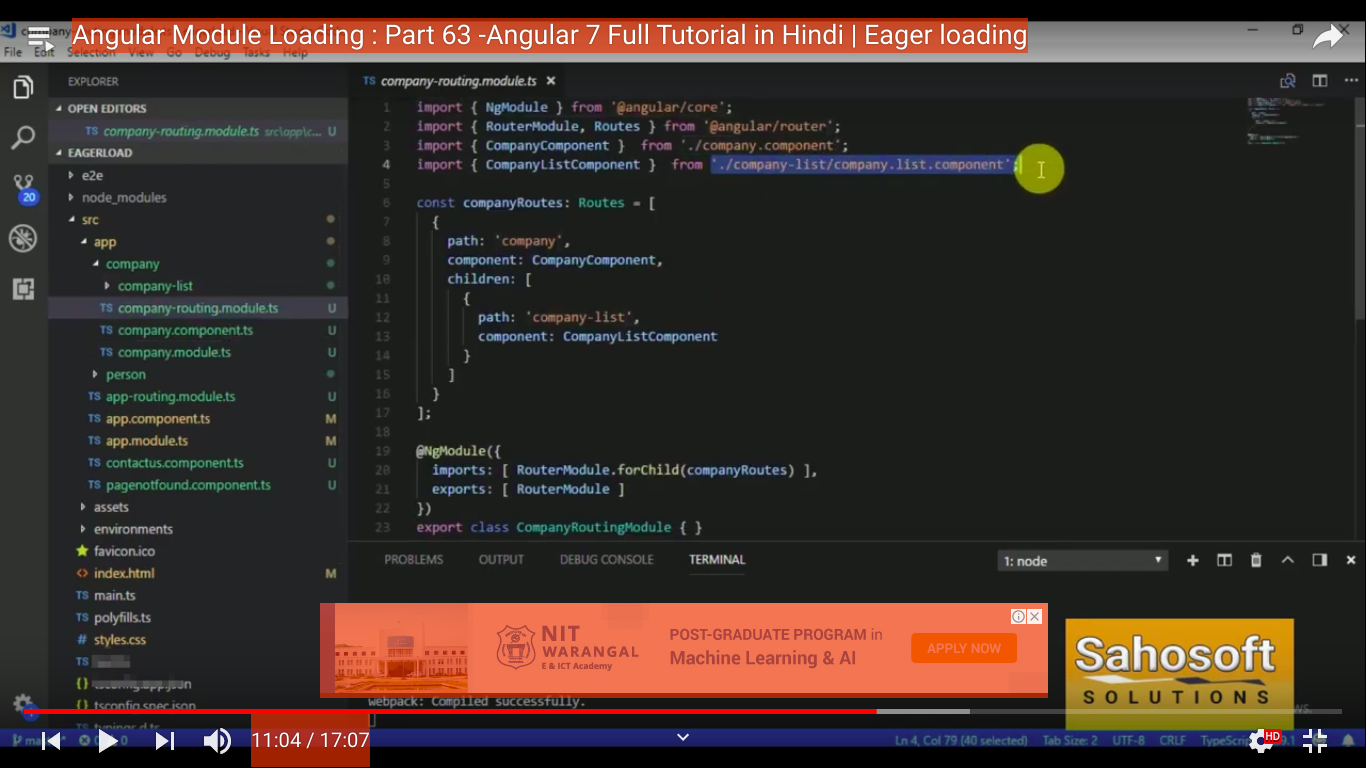 Angular Module Loading : Part 63 -Angular 7 Full Tutorial in Hindi | Eager loading
File Edit Selection View Go Debug Tasks Help
EXPLORER
OPEN EDITORS
TS company-routing.module.ts src\app\c... U
EAGERLOAD
e2e
node_modules
src
app
company
company-list
TS company-routing.module.ts U
TS company.component.ts U
TS company.module.ts U
person
TS app-routing.module.ts U
TS app.component.ts M
TS app.module.ts M
TS contactus.component.ts U
TS pagenotfound.component.ts U
assets
environments
favicon.ico
<> index.html M
TS main.ts
TS polyfills.ts
# styles.css
TS
{} tsconfig.app.json
{} tsconfig.spec.json
typings.d.ts
20
TS company-routing.module.ts ×
1 import { NgModule } from '@angular/core';
2 import { RouterModule, Routes } from '@angular/router';
3 import { CompanyComponent } from './company.component';
4 import { CompanyListComponent } from './company-list/company.list.component';
5
6 const companyRoutes: Routes = [
7 {
8 path: 'company',
9 component: CompanyComponent,
10 children: [
11 {
12 path: 'company-list',
13 component: CompanyListComponent
14 }
15 ]
16 }
17 ];
18
19 @NgModule({
20 imports: [ RouterModule.forChild(companyRoutes) ],
21 exports: [ RouterModule ]
22 })
23 export class CompanyRoutingModule { }
PROBLEMS OUTPUT DEBUG CONSOLE TERMINAL 1: node
NIT
WARANGAL
E & ICT Academy
POST-GRADUATE PROGRAM in
Machine Learning & AI
APPLY NOW
Sahosoft
SOLUTIONS
webpack: Compiled successfully.
11:04 / 17:07
Ln 4, Col 79 (40 selected) Tab Size: 2 UTF-8 CRLF
HD